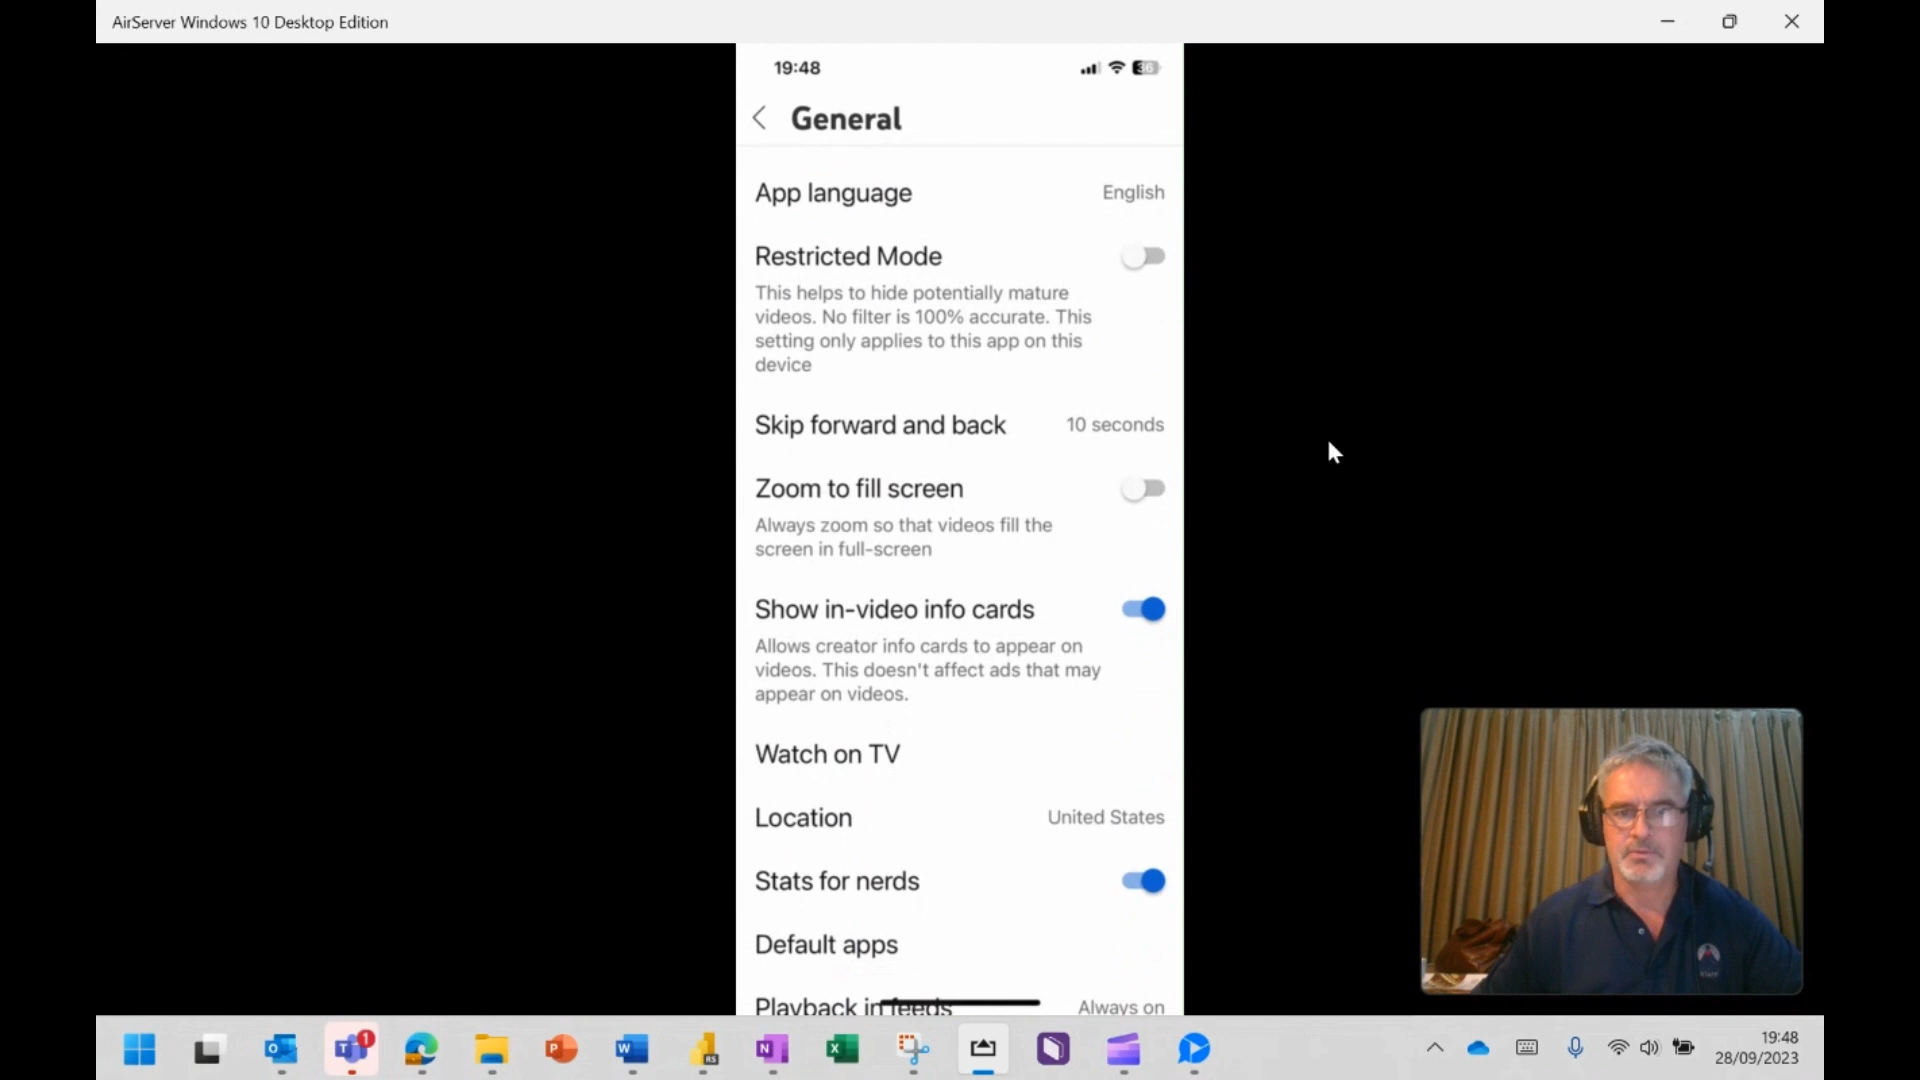 AirServer Windows 10 Desktop Edition
19:48
36
General
App language English
Restricted Mode
This helps to hide potentially mature
videos. No filter is 100% accurate. This
setting only applies to this app on this
device
Skip forward and back 10 seconds
Zoom to fill screen
Always zoom so that videos fill the
screen in full-screen
Show in-video info cards
Allows creator info cards to appear on
videos. This doesn't affect ads that may
appear on videos.
Watch on TV
Location United States
Stats for nerds
Default apps
Playback in feeds Always on
19:48
28/09/2023